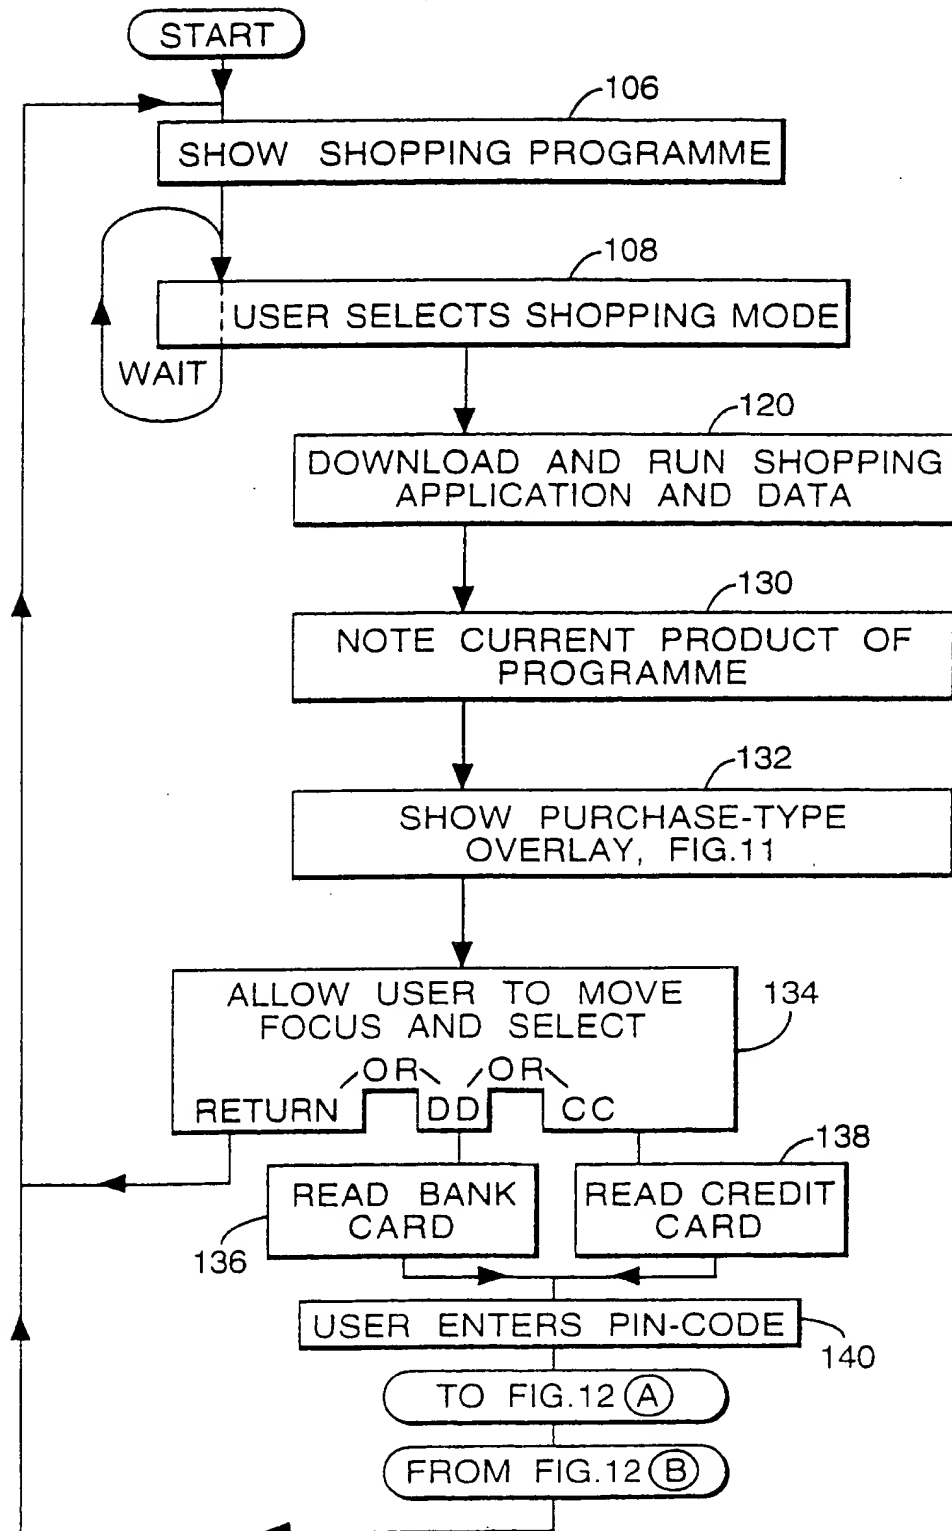 START
106
SHOW SHOPPING PROGRAMME
108
USER SELECTS SHOPPING MODE
WAIT
120
DOWNLOAD AND RUN SHOPPING
APPLICATION AND DATA
130
NOTE CURRENT PRODUCT OF
PROGRAMME
132
SHOW PURCHASE-TYPE
OVERLAY, FIG.11
ALLOW USER TO MOVE
FOCUS AND SELECT
134
OR OR
RETURN DD CC
138
READ BANK
CARD
136
READ CREDIT
CARD
USER ENTERS PIN-CODE
140
TO FIG.12 A
FROM FIG.12 B